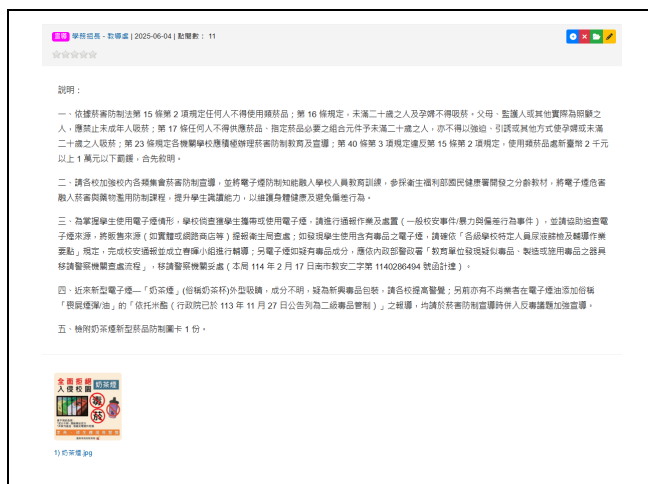 宣導 學務組長 - 教導處 | 2025-06-04 | 點閱數： 11
說明：
一、依據菸害防制法第 15 條第 2 項規定任何人不得使用類菸品；第 16 條規定，未滿二十歲之人及孕婦不得吸菸。父母、監護人或其他實際為照顧之
人，應禁止未成年人吸菸；第 17 條任何人不得供應菸品、指定菸品必要之組合元件予未滿二十歲之人，亦不得以強迫、引誘或其他方式使孕婦或未滿
二十歲之人吸菸；第 23 條規定各機關學校應積極辦理菸害防制教育及宣導；第 40 條第 3 項規定違反第 15 條第 2 項規定，使用類菸品處新臺幣 2 千元
以上 1 萬元以下罰鍰，合先敘明。
二、請各校加強校內各類集會菸害防制宣導，並將電子煙防制知能融入學校人員教育訓練，參採衛生福利部國民健康署開發之分齡教材，將電子煙危害
融入菸害與藥物濫用防制課程，提升學生識讀能力，以維護身體健康及避免偏差行為。
三、為掌握學生使用電子煙情形，學校倘查獲學生攜帶或使用電子煙，請進行通報作業及處置（一般校安事件/暴力與偏差行為事件），並請協助追查電
子煙來源，將販售來源（如實體或網路商店等）提報衛生局查處；如發現學生使用含有毒品之電子煙，請確依「各級學校特定人員尿液篩檢及輔導作業
要點」規定，完成校安通報並成立春暉小組進行輔導；另電子煙如疑有毒品成分，應依內政部警政署「教育單位發現疑似毒品、製造或施用毒品之器具
移請警察機關查處流程」，移請警察機關妥處（本局 114 年 2 月 17 日南市教安二字第 1140286494 號函計達）。
四、近來新型電子煙—「奶茶煙」(俗稱奶茶杯)外型吸睛，成分不明，疑為新興毒品包裝，請各校提高警覺；另前亦有不肖業者在電子煙油添加俗稱
「喪屍煙彈/油」的「依托米酯（行政院已於 113 年 11 月 27 日公告列為二級毒品管制）」之報導，均請於菸害防制宣導時併入反毒議題加強宣導。
五、檢附奶茶煙新型菸品防制圖卡 1 份。
全面拒絕 奶茶煙
入侵校園
毒
菸
1) 奶茶煙.jpg